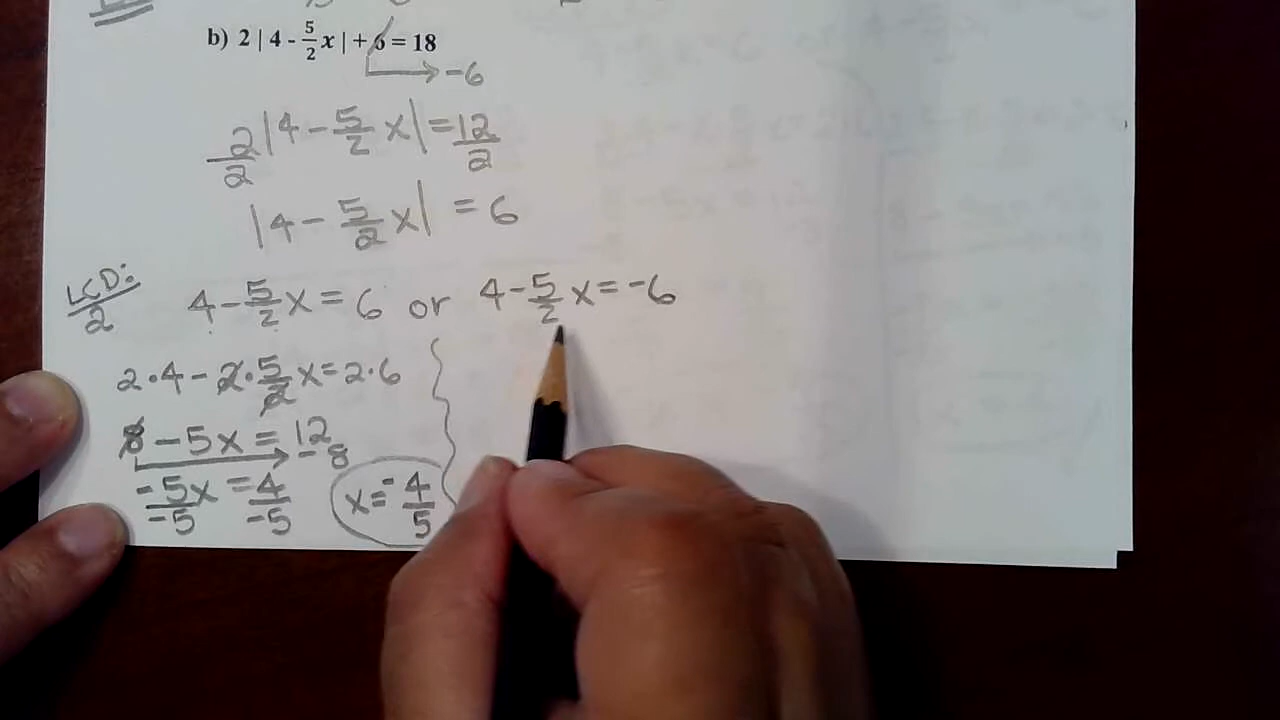 b) 2 | 4 - 5/2 x | + 6 = 18
-6
2|4 - 5/2 x| = 12
2 2
|4 - 5/2 x| = 6
LCD: 2
4 - 5/2 x = 6 or 4 - 5/2 x = -6
2·4 - 2·5/2 x = 2·6
8 - 5x = 12 - 8
-5x/-5 = 4/-5
x = -4/5